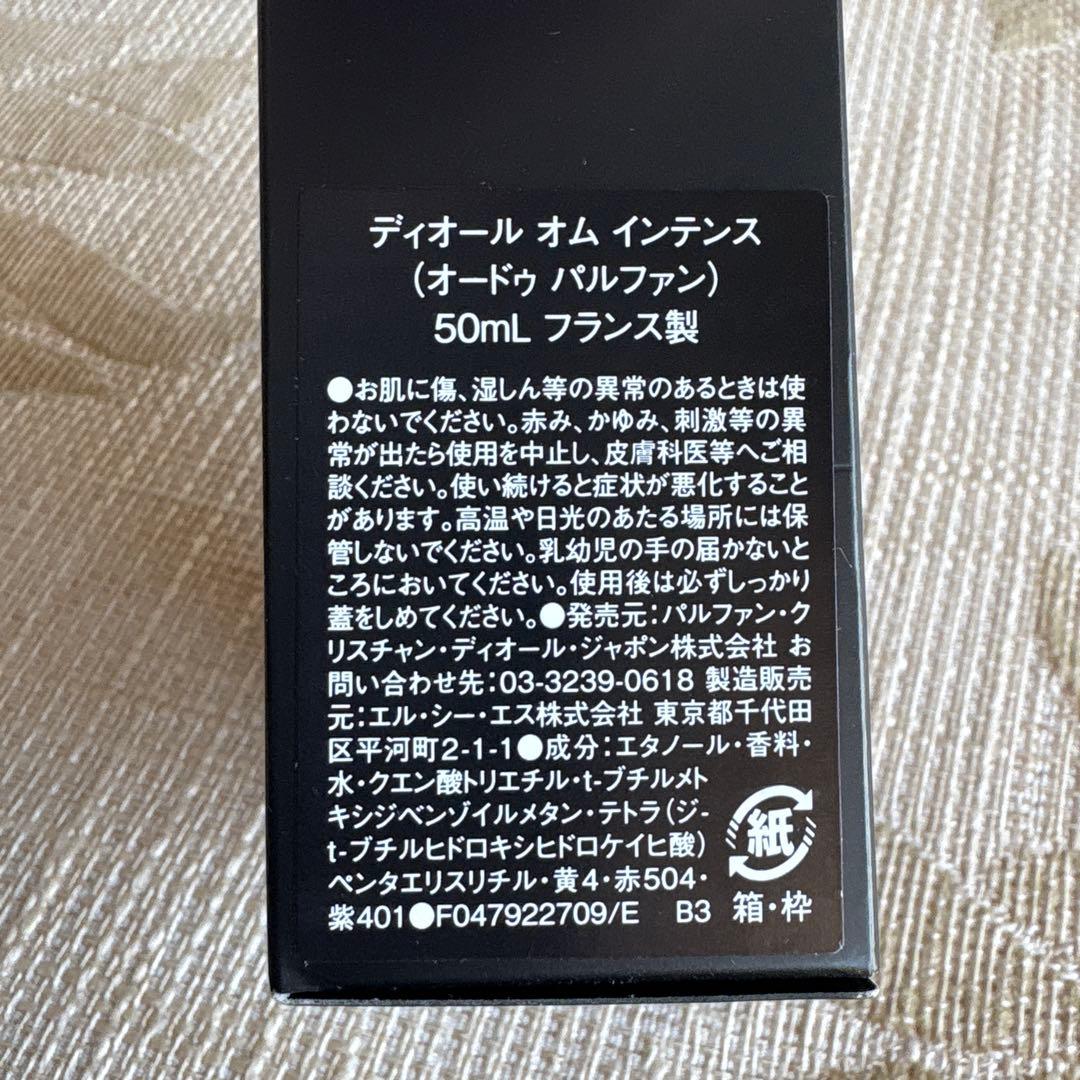 ディオール オム インテンス
(オードゥ パルファン)
50mL フランス製
●お肌に傷、湿しん等の異常のあるときは使
わないでください。赤み、かゆみ、刺激等の異
常が出たら使用を中止し、皮膚科医等へご相
談ください。使い続けると症状が悪化すること
があります。高温や日光のあたる場所には保
管しないでください。乳幼児の手の届かないと
ころにおいてください。使用後は必ずしっかり
蓋をしめてください。●発売元：パルファン・ク
リスチャン・ディオール・ジャポン株式会社 お
問い合わせ先：03-3239-0618 製造販売
元：エル・シー・エス株式会社 東京都千代田
区平河町2-1-1●成分：エタノール・香料・
水・クエン酸トリエチル・t-ブチルメト
キシジベンゾイルメタン・テトラ(ジ-
t-ブチルヒドロキシヒドロケイヒ酸)
ペンタエリスリチル・黄4・赤504・
紫401●F047922709/E B3
紙
箱・枠